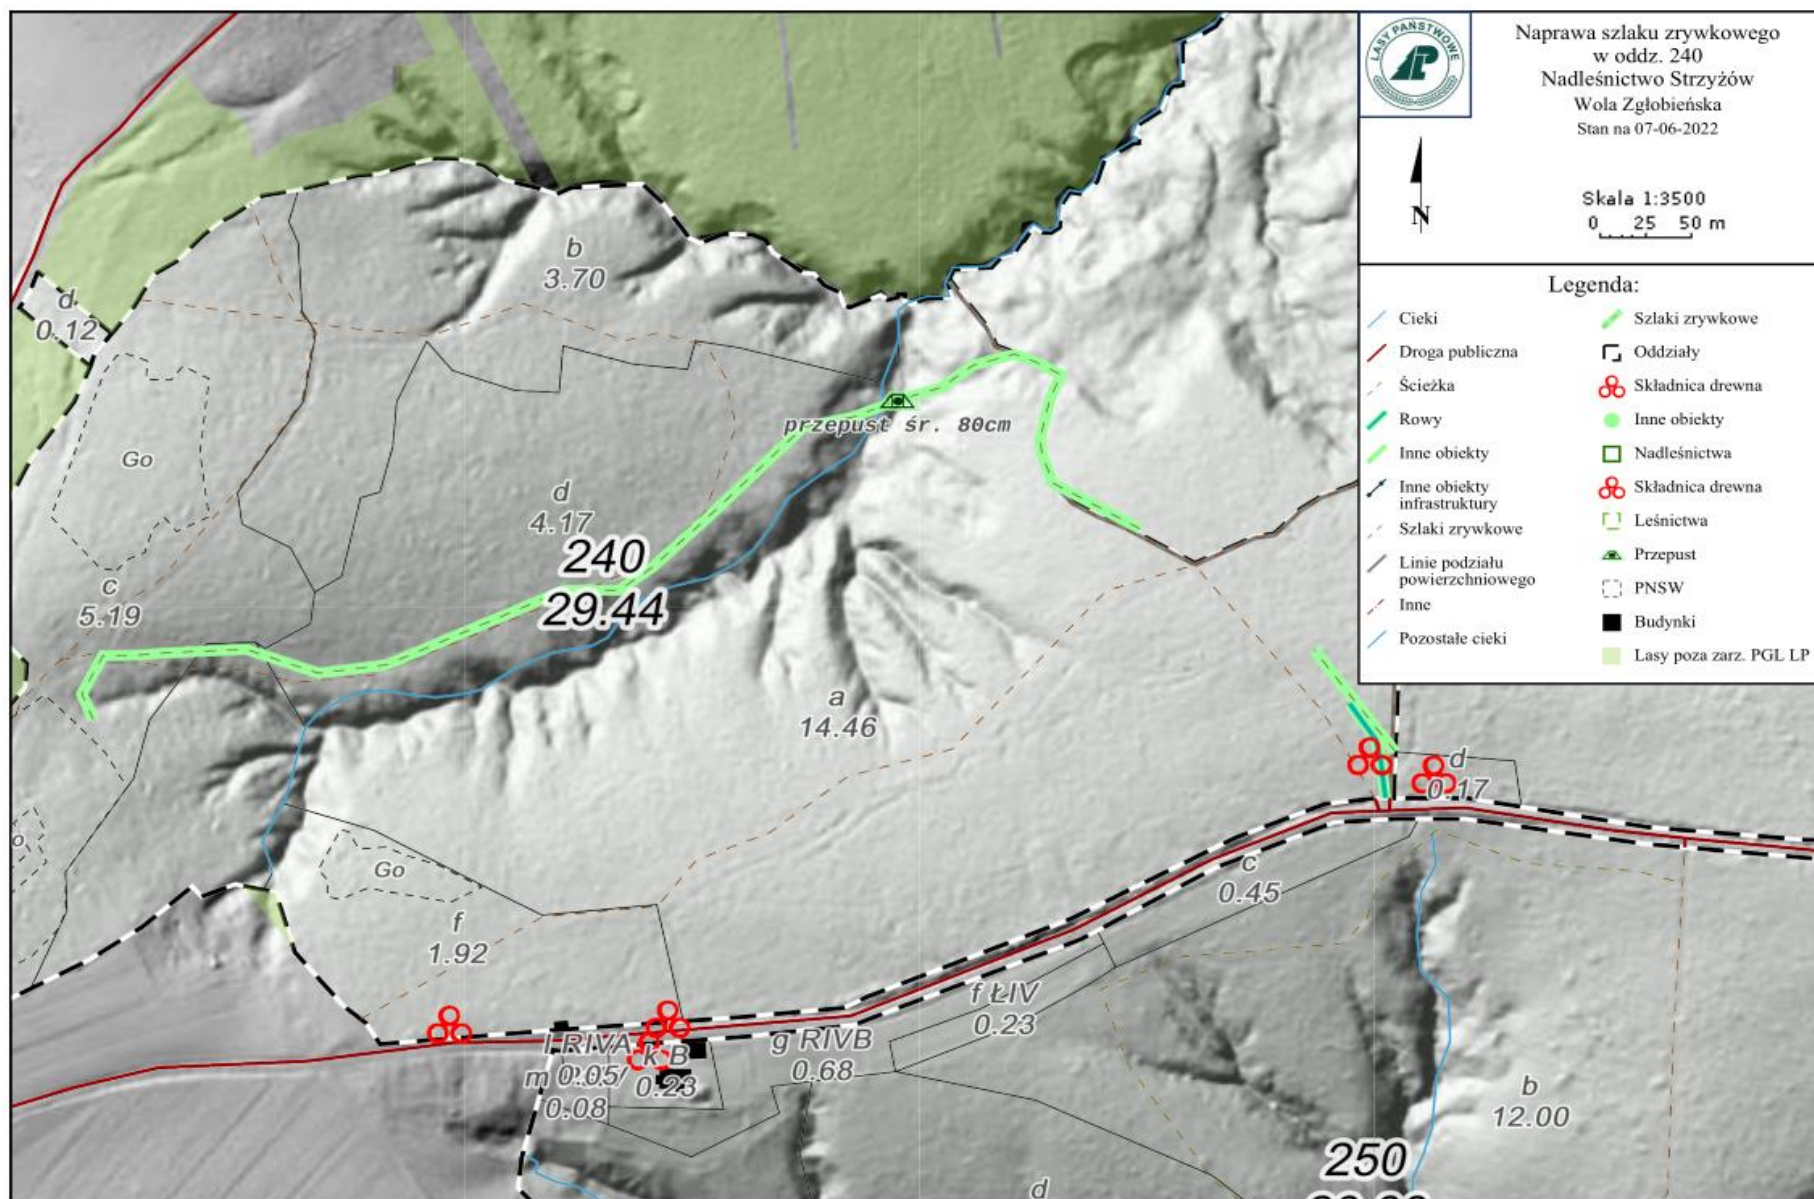 LASY PAŃSTWOWE
Naprawa szlaku zrywkowego
w oddz. 240
Nadleśnictwo Strzyżów
Wola Zgłobieńska
Stan na 07-06-2022
N
Skala 1:3500
0 25 50 m
Legenda:
Cieki
Droga publiczna
Ścieżka
Rowy
Inne obiekty
Inne obiekty
infrastruktury
Szlaki zrywkowe
Linie podziału
powierzchniowego
Inne
Pozostałe cieki
Szlaki zrywkowe
Oddziały
Składnica drewna
Inne obiekty
Nadleśnictwa
Składnica drewna
Leśnictwa
Przepust
PNSW
Budynki
Lasy poza zarz. PGL LP
b
3.70
d
0.12
Go
przepust śr. 80cm
d
4.17
240
29.44
c
5.19
a
14.46
d
0.17
Go
c
0.45
f
1.92
f ŁIV
0.23
g RIVB
0.68
l RIVA
0.05
k B
0.23
m
0.08
b
12.00
250
d